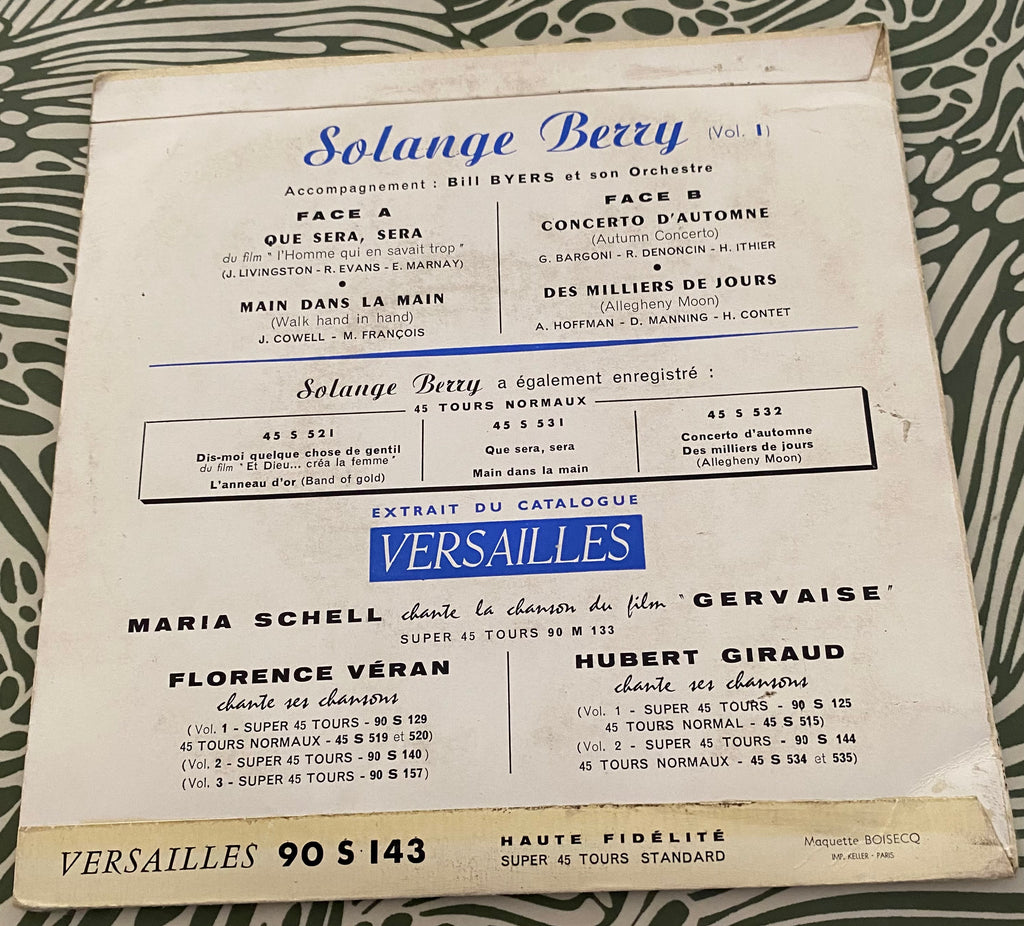 Solange Berry (Vol. 1)
Accompagnement : Bill BYERS et son Orchestre
FACE A
QUE SERA, SERA
du film " l'Homme qui en savait trop "
(J. LIVINGSTON - R. EVANS - E. MARNAY)
•
MAIN DANS LA MAIN
(Walk hand in hand)
J. COWELL - M. FRANÇOIS
FACE B
CONCERTO D'AUTOMNE
(Autumn Concerto)
G. BARGONI - R. DENONCIN - H. ITHIER
•
DES MILLIERS DE JOURS
(Allegheny Moon)
A. HOFFMAN - D. MANNING - H. CONTET
Solange Berry a également enregistré :
45 TOURS NORMAUX
45 S 521
Dis-moi quelque chose de gentil
du film " Et Dieu... créa la femme "
L'anneau d'or (Band of gold)
45 S 531
Que sera, sera
Main dans la main
45 S 532
Concerto d'automne
Des milliers de jours
(Allegheny Moon)
EXTRAIT DU CATALOGUE
VERSAILLES
MARIA SCHELL chante la chanson du film "GERVAISE"
SUPER 45 TOURS 90 M 133
FLORENCE VÉRAN
chante ses chansons
(Vol. 1 - SUPER 45 TOURS - 90 S 129
45 TOURS NORMAUX - 45 S 519 et 520)
(Vol. 2 - SUPER 45 TOURS - 90 S 140)
(Vol. 3 - SUPER 45 TOURS - 90 S 157)
HUBERT GIRAUD
chante ses chansons
(Vol. 1 - SUPER 45 TOURS - 90 S 125
45 TOURS NORMAL - 45 S 515)
(Vol. 2 - SUPER 45 TOURS - 90 S 144
45 TOURS NORMAUX - 45 S 534 et 535)
VERSAILLES 90 S 143
HAUTE FIDÉLITÉ
SUPER 45 TOURS STANDARD
Maquette BOISECQ
IMP. KELLER - PARIS